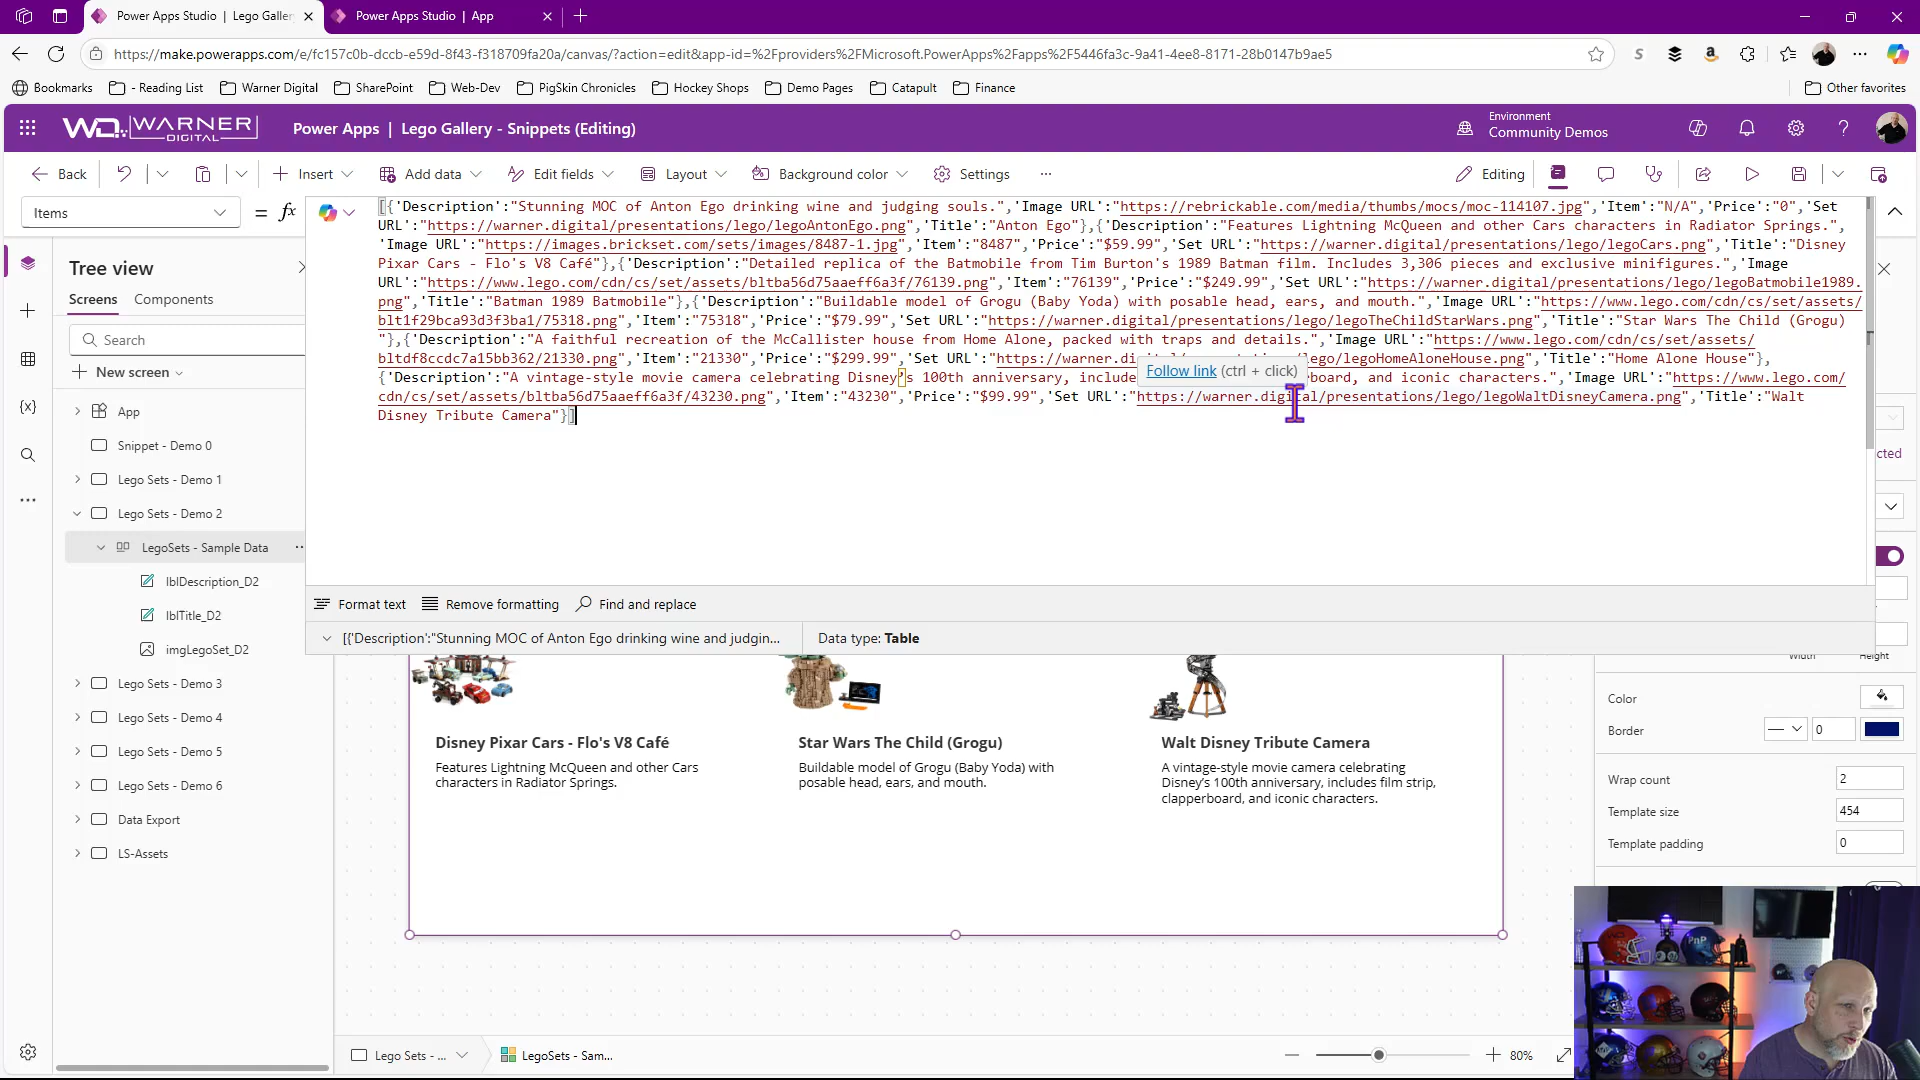 Power Apps Studio | Lego Galler
Power Apps Studio | App
https://make.powerapps.com/e/fc157c0b-dccb-e59d-8f43-f318709fa20a/canvas/?action=edit&app-id=%2Fproviders%2FMicrosoft.PowerApps%2Fapps%2F5446fa3c-9a41-4ee8-8171-28b0147b9ae5
Bookmarks
- Reading List
Warner Digital
SharePoint
Web-Dev
PigSkin Chronicles
Hockey Shops
Demo Pages
Catapult
Finance
Other favorites
WD. WARNER DIGITAL
Power Apps | Lego Gallery - Snippets (Editing)
Environment
Community Demos
Back
Insert
Add data
Edit fields
Layout
Background color
Settings
Editing
Items
= fx
[{'Description':"Stunning MOC of Anton Ego drinking wine and judging souls.",'Image URL':"https://rebrickable.com/media/thumbs/mocs/moc-114107.jpg",'Item':"N/A",'Price':"0",'Set
URL':"https://warner.digital/presentations/lego/legoAntonEgo.png",'Title':"Anton Ego"},{'Description':"Features Lightning McQueen and other Cars characters in Radiator Springs.",
'Image URL':"https://images.brickset.com/sets/images/8487-1.jpg",'Item':"8487",'Price':"$59.99",'Set URL':"https://warner.digital/presentations/lego/legoCars.png",'Title':"Disney
Pixar Cars - Flo's V8 Café"},{'Description':"Detailed replica of the Batmobile from Tim Burton's 1989 Batman film. Includes 3,306 pieces and exclusive minifigures.",'Image
URL':"https://www.lego.com/cdn/cs/set/assets/bltba56d75aaeff6a3f/76139.png",'Item':"76139",'Price':"$249.99",'Set URL':"https://warner.digital/presentations/lego/legoBatmobile1989.
png",'Title':"Batman 1989 Batmobile"},{'Description':"Buildable model of Grogu (Baby Yoda) with posable head, ears, and mouth.",'Image URL':"https://www.lego.com/cdn/cs/set/assets/
blt1f29bca93d3f3ba1/75318.png",'Item':"75318",'Price':"$79.99",'Set URL':"https://warner.digital/presentations/lego/legoTheChildStarWars.png",'Title':"Star Wars The Child (Grogu)
"},{'Description':"A faithful recreation of the McCallister house from Home Alone, packed with traps and details.",'Image URL':"https://www.lego.com/cdn/cs/set/assets/
bltdf8ccdc7a15bb362/21330.png",'Item':"21330",'Price':"$299.99",'Set URL':"https://warner.di lego/legoHomeAloneHouse.png",'Title':"Home Alone House"},
{'Description':"A vintage-style movie camera celebrating Disney’s 100th anniversary, include board, and iconic characters.",'Image URL':"https://www.lego.com/
cdn/cs/set/assets/bltba56d75aaeff6a3f/43230.png",'Item':"43230",'Price':"$99.99",'Set URL':"https://warner.digital/presentations/lego/legoWaltDisneyCamera.png",'Title':"Walt
Disney Tribute Camera"}]
Follow link (ctrl + click)
Format text
Remove formatting
Find and replace
[{'Description':"Stunning MOC of Anton Ego drinking wine and judgin...
Data type: Table
Tree view
Screens
Components
Search
New screen
App
Snippet - Demo 0
Lego Sets - Demo 1
Lego Sets - Demo 2
LegoSets - Sample Data
lblDescription_D2
lblTitle_D2
imgLegoSet_D2
Lego Sets - Demo 3
Lego Sets - Demo 4
Lego Sets - Demo 5
Lego Sets - Demo 6
Data Export
LS-Assets
Disney Pixar Cars - Flo's V8 Café
Features Lightning McQueen and other Cars
characters in Radiator Springs.
Star Wars The Child (Grogu)
Buildable model of Grogu (Baby Yoda) with
posable head, ears, and mouth.
Walt Disney Tribute Camera
A vintage-style movie camera celebrating
Disney’s 100th anniversary, includes film strip,
clapperboard, and iconic characters.
cted
Width
Height
Color
Border
0
Wrap count
2
Template size
454
Template padding
0
Lego Sets - ...
LegoSets - Sam...
80%
PnP